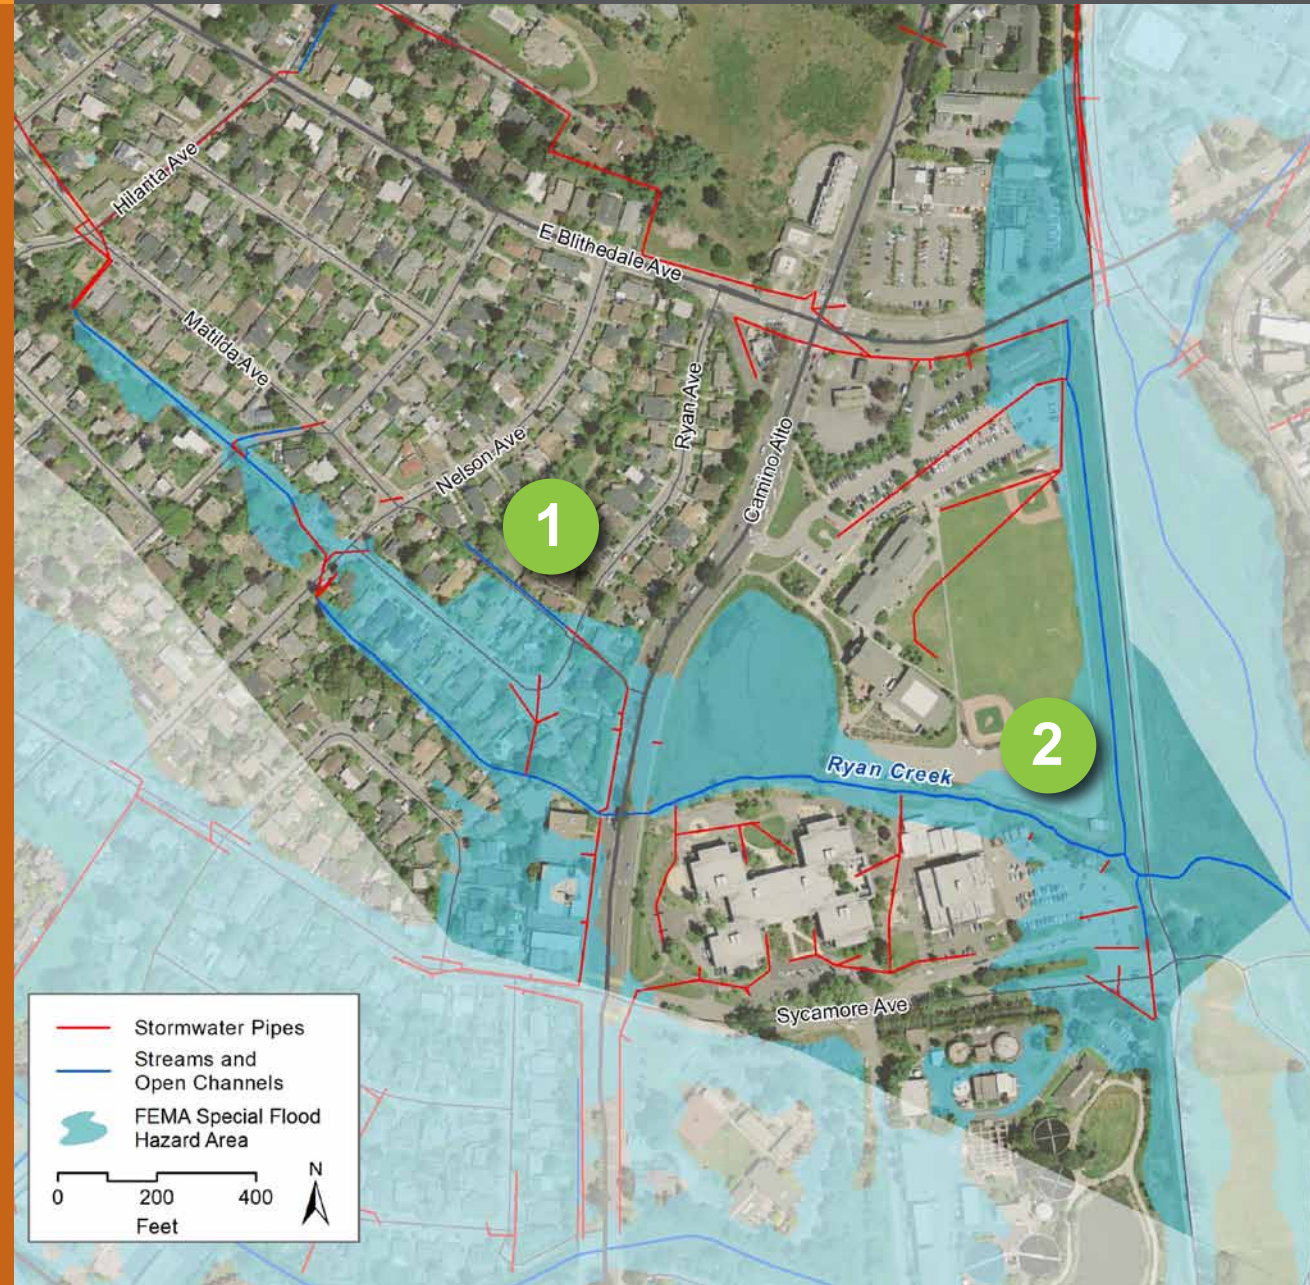 Hilarita Ave
E Blithedale Ave
Matilda Ave
Ryan Ave
Nelson Ave
Camino Alto
1
2
Ryan Creek
Sycamore Ave
Stormwater Pipes
Streams and
Open Channels
FEMA Special Flood
Hazard Area
N
0 200 400
Feet